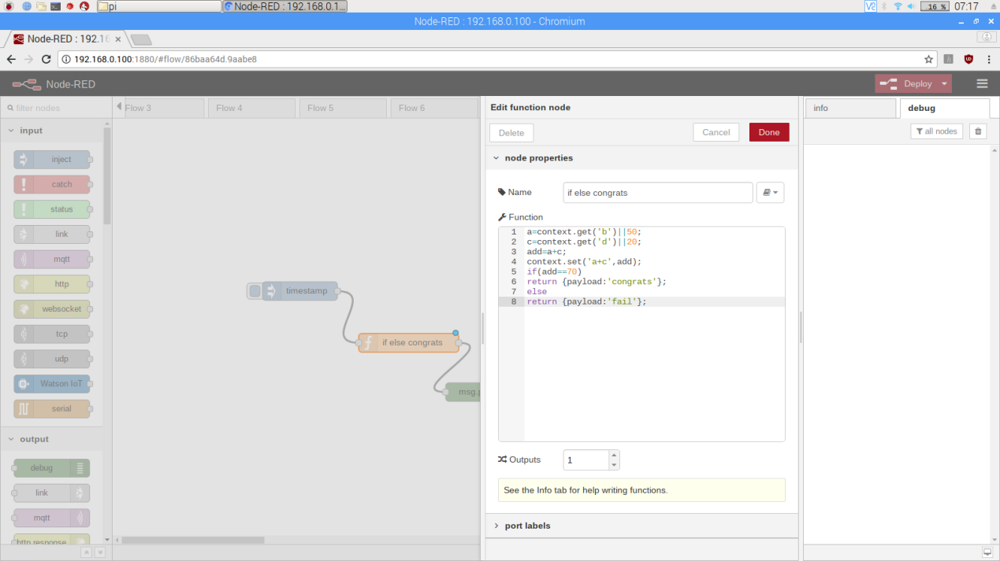 pi
Node-RED : 192.168.0.1...
16 %
07:17
Node-RED : 192.168.0.100 - Chromium
Node-RED : 192.16
192.168.0.100:1880/#flow/86baa64d.9aabe8
Node-RED
Deploy
filter nodes
Flow 3
Flow 4
Flow 5
Flow 6
Edit function node
info
debug
Delete
Cancel
Done
all nodes
input
inject
catch
status
link
mqtt
http
websocket
tcp
udp
Watson IoT
serial
output
debug
link
mqtt
http response
timestamp
if else congrats
msg.p
node properties
Name
if else congrats
Function
1 a=context.get('b')||50;
2 c=context.get('d')||20;
3 add=a+c;
4 context.set('a+c',add);
5 if(add==70)
6 return {payload:'congrats'};
7 else
8 return {payload:'fail'};
Outputs
1
See the Info tab for help writing functions.
port labels